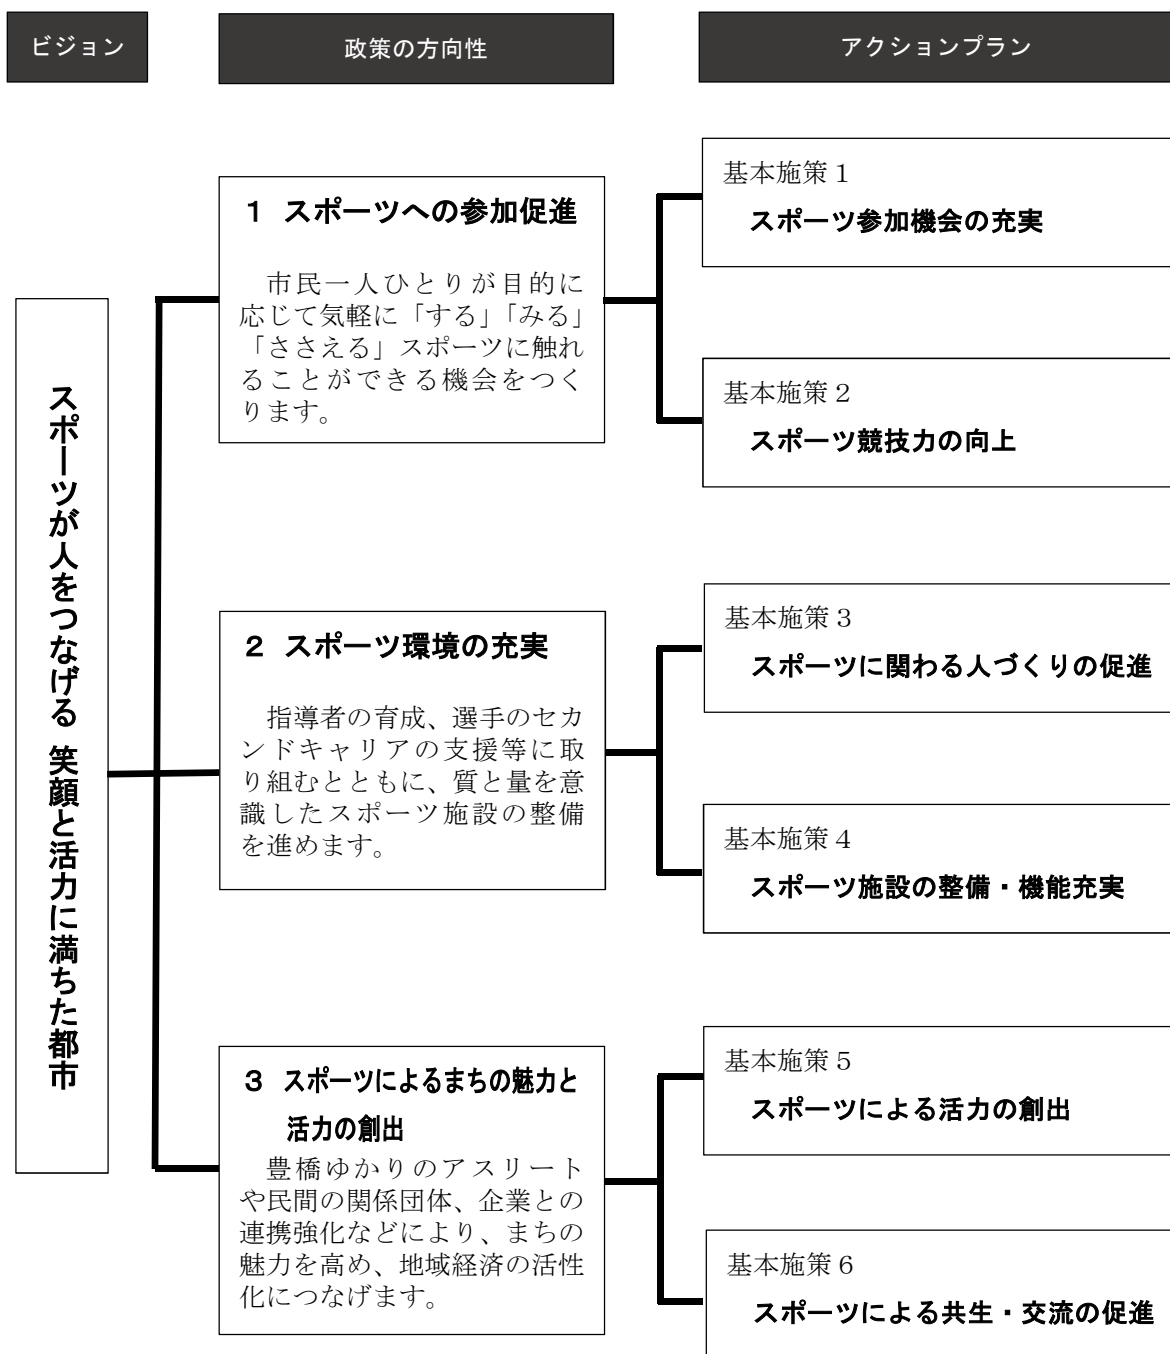 ビジョン
政策の方向性
アクションプラン
スポーツが人をつなげる 笑顔と活力に満ちた都市
1 スポーツへの参加促進
市民一人ひとりが目的に
応じて気軽に「する」「みる」
「ささえる」スポーツに触れ
ることができる機会をつく
ります。
基本施策1
スポーツ参加機会の充実
基本施策2
スポーツ競技力の向上
2 スポーツ環境の充実
指導者の育成、選手のセカ
ンドキャリアの支援等に取
り組むとともに、質と量を意
識したスポーツ施設の整備
を進めます。
基本施策3
スポーツに関わる人づくりの促進
基本施策4
スポーツ施設の整備・機能充実
3 スポーツによるまちの魅力と
活力の創出
豊橋ゆかりのアスリート
や民間の関係団体、企業との
連携強化などにより、まちの
魅力を高め、地域経済の活性
化につなげます。
基本施策5
スポーツによる活力の創出
基本施策6
スポーツによる共生・交流の促進